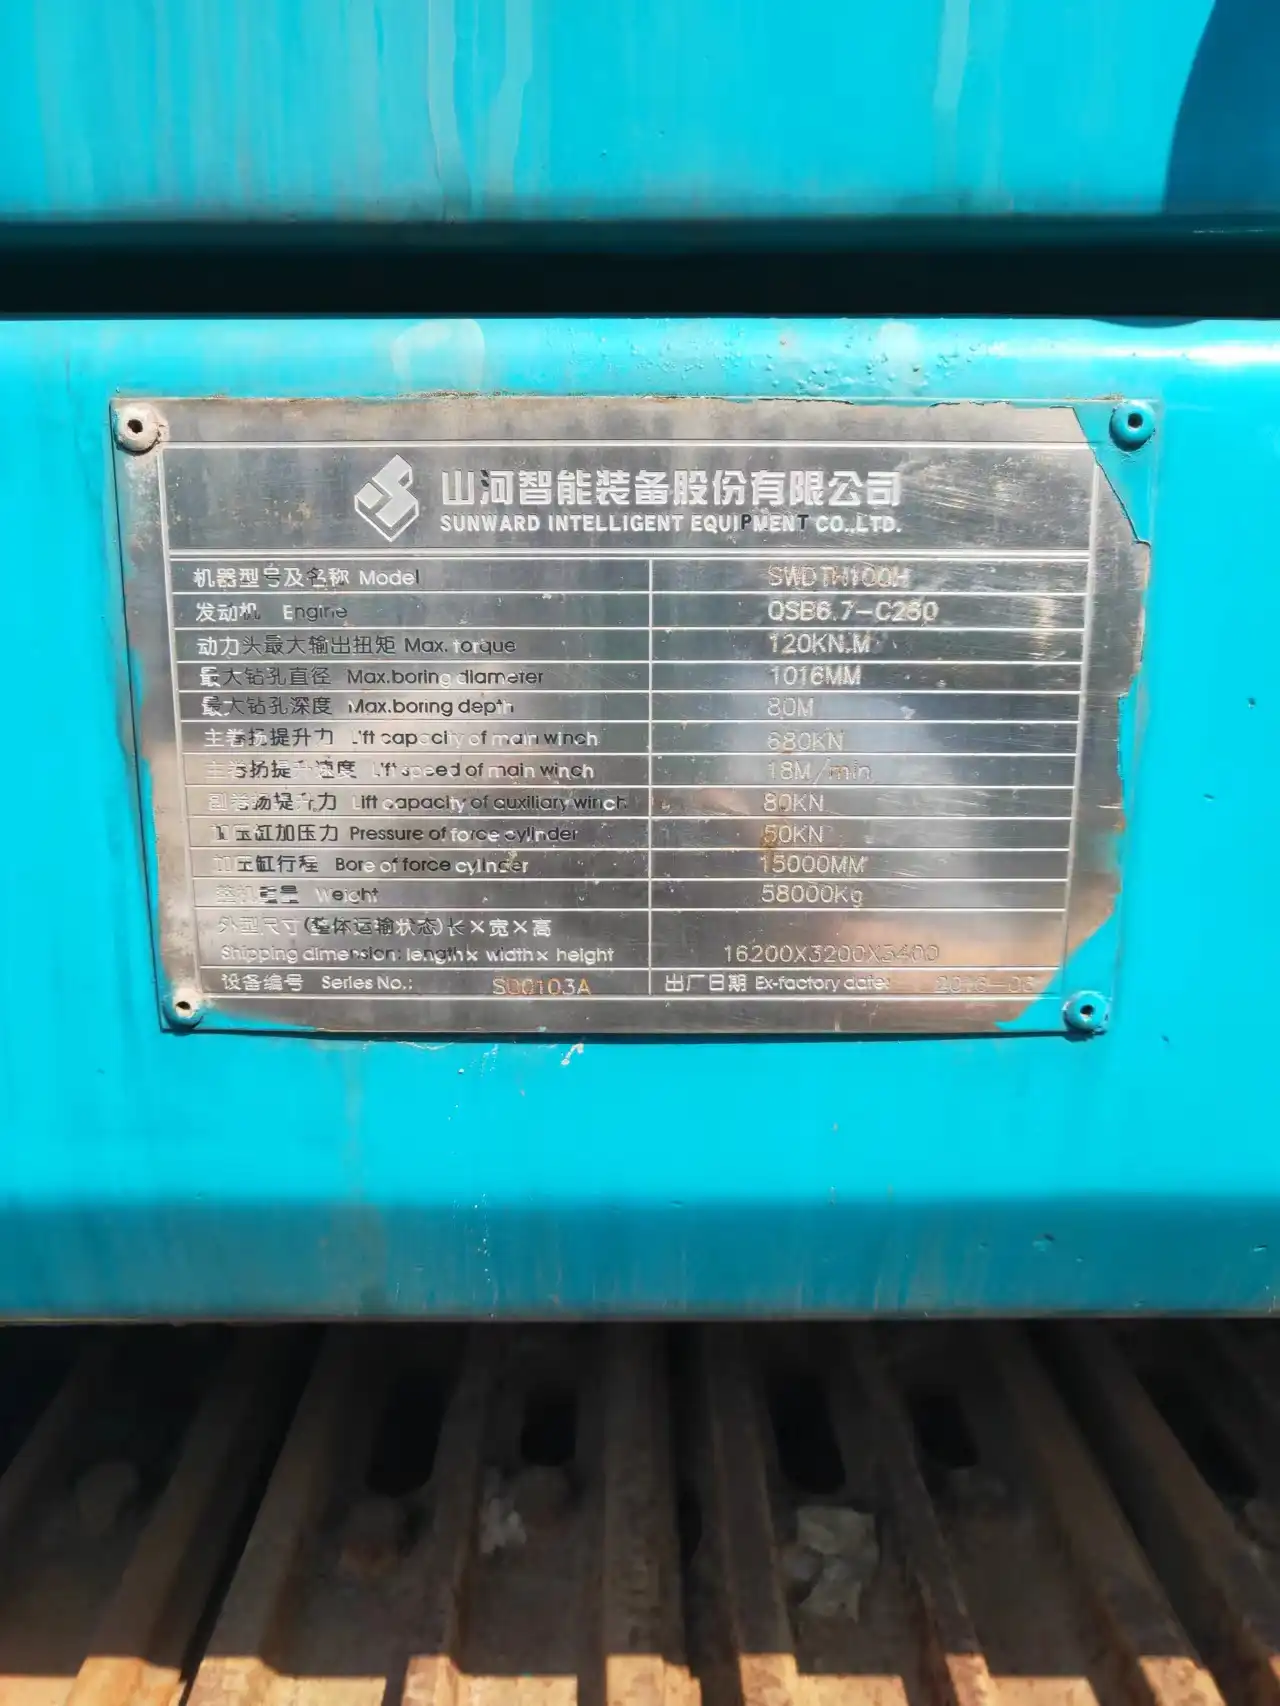 山河智能装备股份有限公司
SUNWARD INTELLIGENT EQUIPMENT CO.,LTD.
机器型号及名称 Model SWDTH100H
发动机 Engine QSB6.7-C260
动力头最大输出扭矩 Max. torque 120KN.M
最大钻孔直径 Max.boring diameter 1016MM
最大钻孔深度 Max.boring depth 80M
主卷扬提升力 Lift capacity of main winch 680KN
主卷扬提升速度 Lift speed of main winch 18M/min
副卷扬提升力 Lift capacity of auxiliary winch 80KN
加压缸加压力 Pressure of force cylinder 50KN
加压缸行程 Bore of force cylinder 15000MM
整机重量 Weight 58000Kg
外型尺寸(整体运输状态)长×宽×高
Shipping dimension: length× width× height 16200X3200X3400
设备编号 Series No.: S00103A 出厂日期 Ex-factory date: